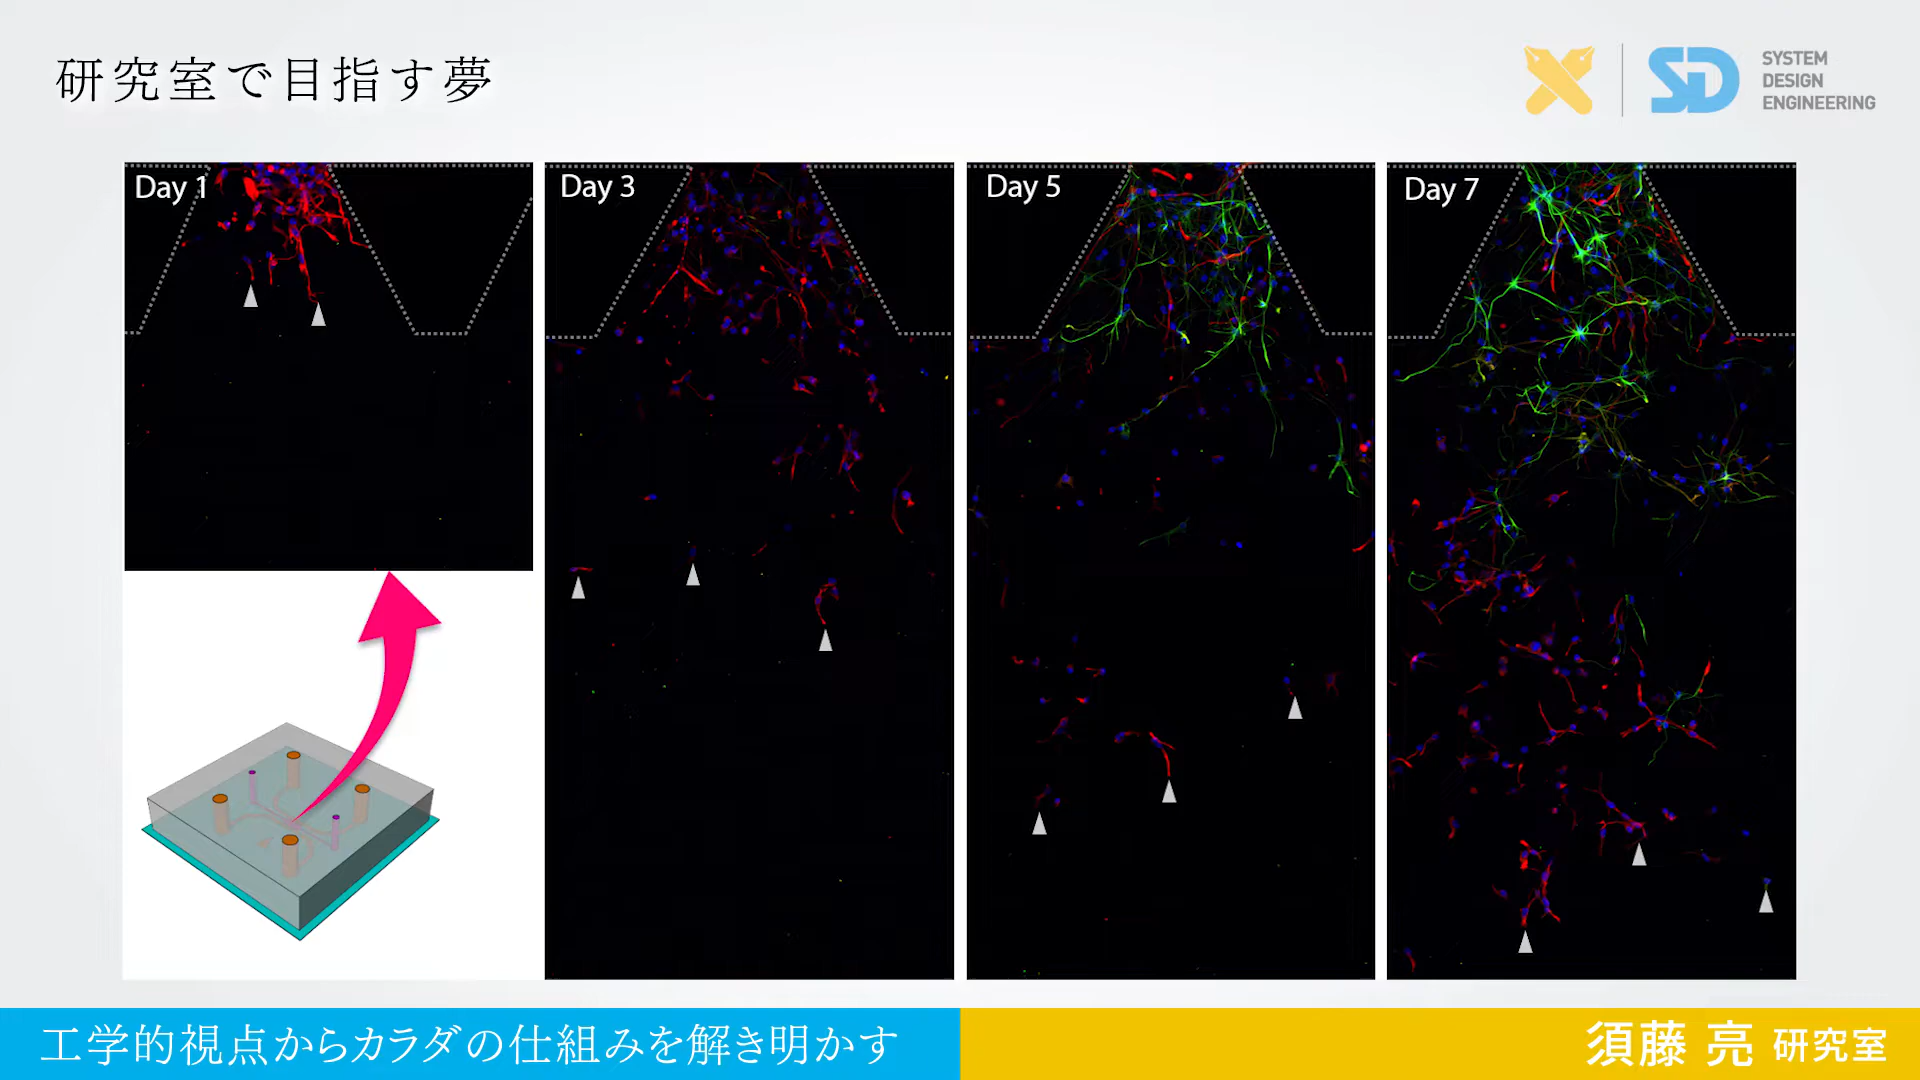 研究室で目指す夢
SYSTEM
DESIGN
ENGINEERING
Day 1
Day 3
Day 5
Day 7
工学的視点からカラダの仕組みを解き明かす
須藤 亮 研究室